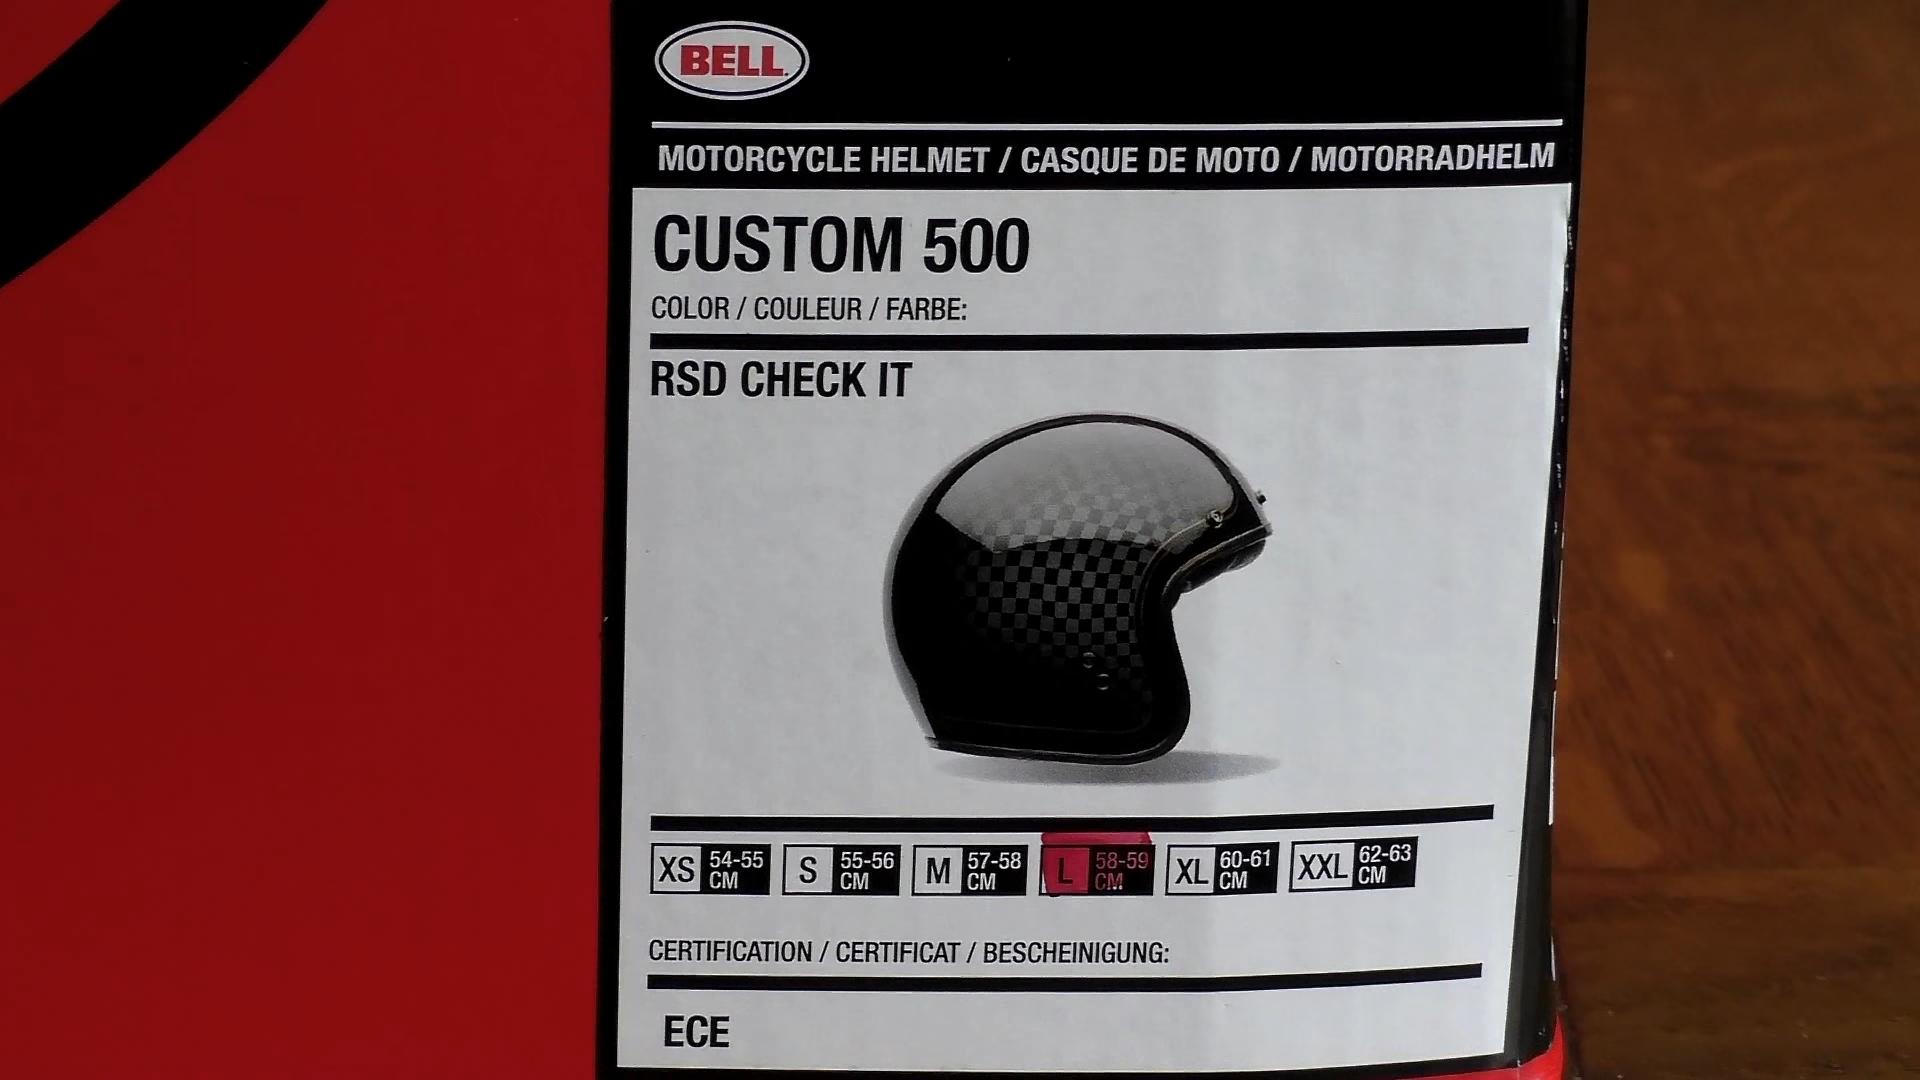 BELL
MOTORCYCLE HELMET / CASQUE DE MOTO / MOTORRADHELM
CUSTOM 500
COLOR / COULEUR / FARBE:
RSD CHECK IT
XS 54-55 CM S 55-56 CM M 57-58 CM L 58-59 CM XL 60-61 CM XXL 62-63 CM
CERTIFICATION / CERTIFICAT / BESCHEINIGUNG:
ECE